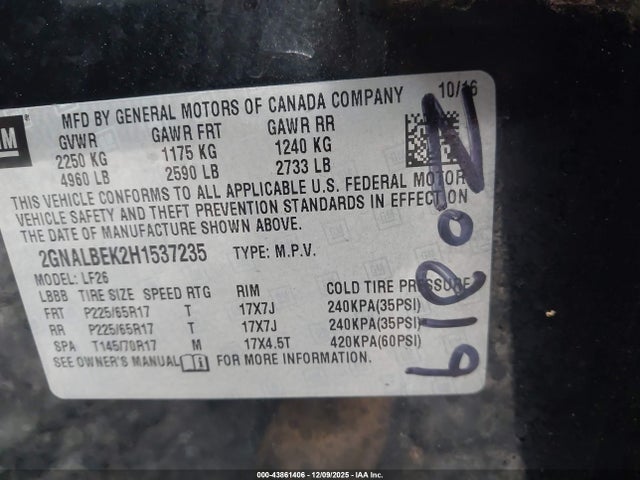 GM
MFD BY GENERAL MOTORS OF CANADA COMPANY 10/16
GVWR GAWR FRT GAWR RR
2250 KG 1175 KG 1240 KG
4960 LB 2590 LB 2733 LB
THIS VEHICLE CONFORMS TO ALL APPLICABLE U.S. FEDERAL MOTOR
VEHICLE SAFETY AND THEFT PREVENTION STANDARDS IN EFFECT ON
THE DATE OF MANUFACTURE SHOWN ABOVE.
2GNALBEK2H1537235 TYPE: M.P.V.
MODEL: LF26
LBBB TIRE SIZE SPEED RTG RIM COLD TIRE PRESSURE
FRT P225/65R17 T 17X7J 240KPA(35PSI)
RR P225/65R17 T 17X7J 240KPA(35PSI)
SPA T145/70R17 M 17X4.5T 420KPA(60PSI)
SEE OWNER'S MANUAL FOR MORE INFORMATION.
000-43861406 | 12/09/2025 | IAA Inc.